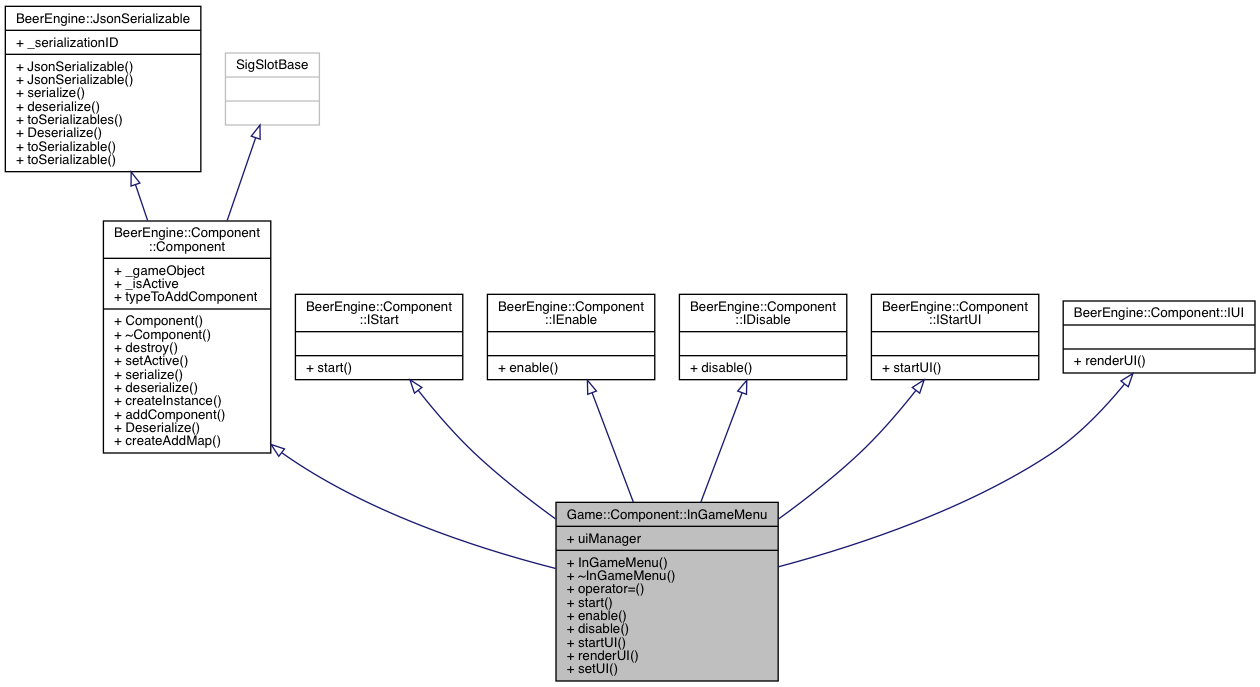 BeerEngine::JsonSerializable
+ _serializationID
+ JsonSerializable()
+ JsonSerializable()
+ serialize()
+ deserialize()
+ toSerializables()
+ Deserialize()
+ toSerializable()
+ toSerializable()
SigSlotBase
BeerEngine::Component
::Component
+ _gameObject
+ _isActive
+ typeToAddComponent
+ Component()
+ ~Component()
+ destroy()
+ setActive()
+ serialize()
+ deserialize()
+ createInstance()
+ addComponent()
+ Deserialize()
+ createAddMap()
BeerEngine::Component
::IStart
+ start()
BeerEngine::Component
::IEnable
+ enable()
BeerEngine::Component
::IDisable
+ disable()
BeerEngine::Component
::IStartUI
+ startUI()
BeerEngine::Component::IUI
+ renderUI()
Game::Component::InGameMenu
+ uiManager
+ InGameMenu()
+ ~InGameMenu()
+ operator=()
+ start()
+ enable()
+ disable()
+ startUI()
+ renderUI()
+ setUI()